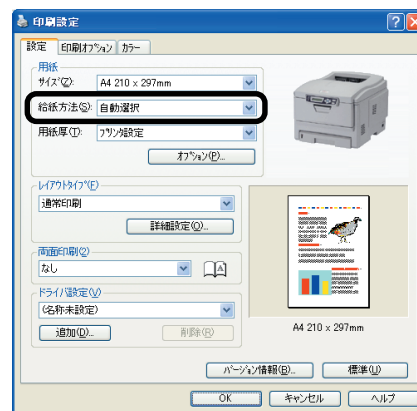 印刷設定
設定 印刷ｵﾌﾟｼｮﾝ ｶﾗｰ
用紙
ｻｲｽﾞ(Z): A4 210 x 297mm
給紙方法(S): 自動選択
用紙厚(T): ﾌﾟﾘﾝﾀ設定
ｵﾌﾟｼｮﾝ(P)...
ﾚｲｱｳﾄﾀｲﾌﾟ(F)
通常印刷
詳細設定(O)...
両面印刷(2)
なし
A
ﾄﾞﾗｲﾊﾞ設定(V)
(名称未設定)
追加(D)... 削除(R)
A4 210 x 297mm
ﾊﾞｰｼﾞｮﾝ情報(B)... 標準(U)
OK キャンセル ヘルプ